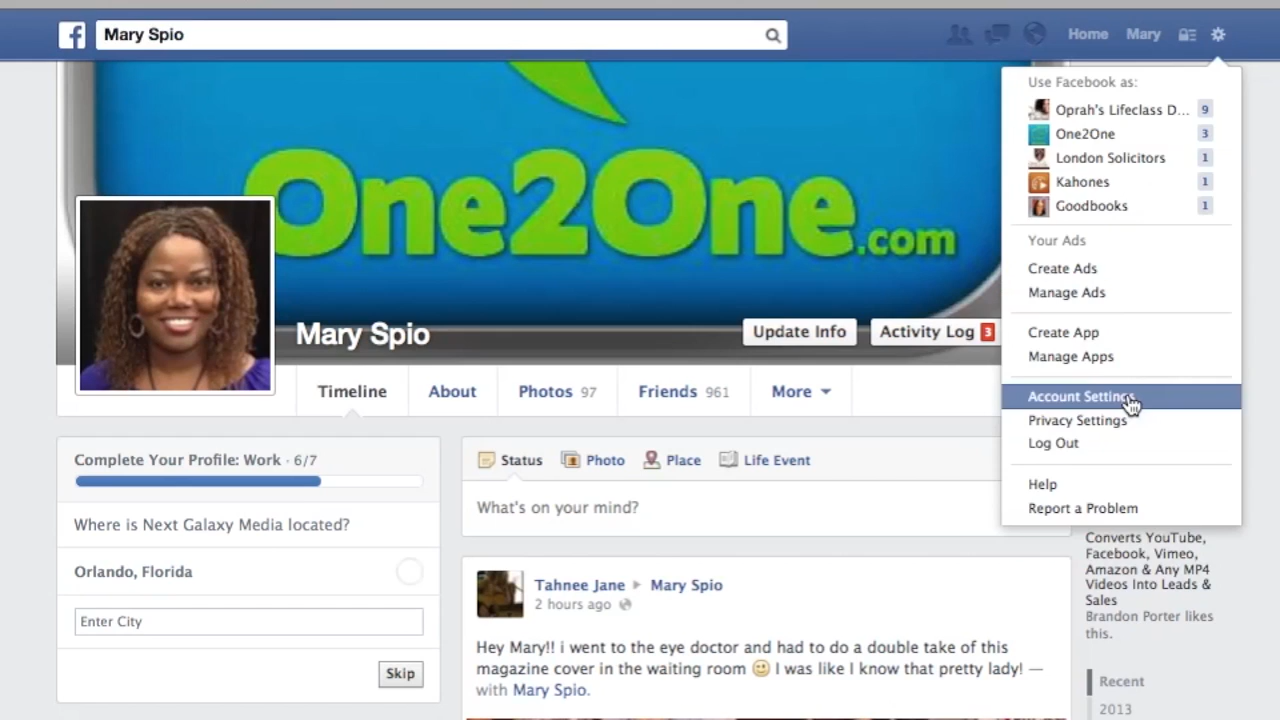 Mary Spio
Home
Mary
Use Facebook as:
Oprah's Lifeclass D... 9
One2One 3
London Solicitors 1
Kahones 1
Goodbooks 1
Your Ads
Create Ads
Manage Ads
Create App
Manage Apps
Account Settings
Privacy Settings
Log Out
Help
Report a Problem
One2One.com
Mary Spio
Update Info
Activity Log 3
Timeline
About
Photos 97
Friends 961
More
Complete Your Profile: Work · 6/7
Where is Next Galaxy Media located?
Orlando, Florida
Enter City
Skip
Status
Photo
Place
Life Event
What's on your mind?
Tahnee Jane ▸ Mary Spio
2 hours ago
Hey Mary!! i went to the eye doctor and had to do a double take of this
magazine cover in the waiting room 😉 I was like I know that pretty lady! —
with Mary Spio.
Converts YouTube,
Facebook, Vimeo,
Amazon & Any MP4
Videos Into Leads &
Sales
Brandon Porter likes
this.
Recent
2013